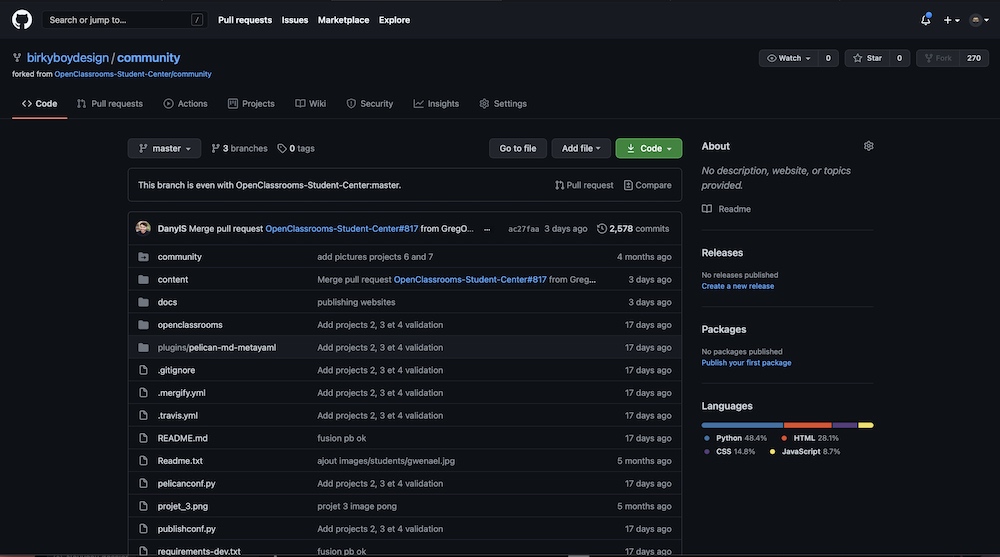 Search or jump to... /
Pull requests Issues Marketplace Explore
birkyboydesign / community
forked from OpenClassrooms-Student-Center/community
Watch 0 Star 0 Fork 270
Code Pull requests Actions Projects Wiki Security Insights Settings
master 3 branches 0 tags Go to file Add file Code
This branch is even with OpenClassrooms-Student-Center:master. Pull request Compare
DanyIS Merge pull request OpenClassrooms-Student-Center#817 from GregO... ... ac27faa 3 days ago 2,578 commits
community add pictures projects 6 and 7 4 months ago
content Merge pull request OpenClassrooms-Student-Center#817 from Greg... 3 days ago
docs publishing websites 3 days ago
openclassrooms Add projects 2, 3 et 4 validation 17 days ago
plugins/pelican-md-metayaml Add projects 2, 3 et 4 validation 17 days ago
.gitignore Add projects 2, 3 et 4 validation 17 days ago
.mergify.yml Add projects 2, 3 et 4 validation 17 days ago
.travis.yml Add projects 2, 3 et 4 validation 17 days ago
README.md fusion pb ok 17 days ago
Readme.txt ajout images/students/gwenael.jpg 5 months ago
pelicanconf.py Add projects 2, 3 et 4 validation 17 days ago
projet_3.png projet 3 image pong 5 months ago
publishconf.py Add projects 2, 3 et 4 validation 17 days ago
requirements-dev.txt fusion pb ok 17 days ago
About
No description, website, or topics
provided.
Readme
Releases
No releases published
Create a new release
Packages
No packages published
Publish your first package
Languages
Python 48.4% HTML 28.1%
CSS 14.8% JavaScript 8.7%